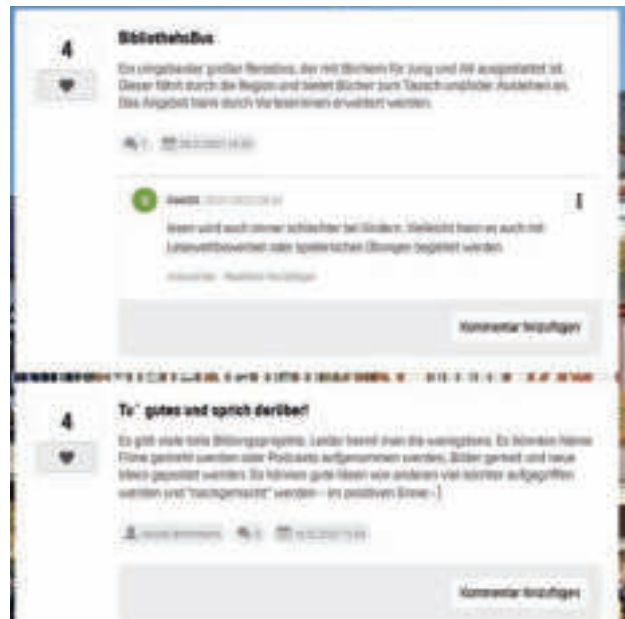 4
BibliotheksBus
Ein umgebauter großer Reisebus, der mit Büchern für Jung und Alt ausgestattet ist.
Dieser fährt durch die Region und bietet Bücher zum Tausch und/oder Ausleihen an.
Das Angebot kann durch Vorleserinnen erweitert werden.
1
lesen wird auch immer schlechter bei Kindern. Vielleicht kann es auch mit
Lesewettbewerben oder spielerischen Übungen begleitet werden
Kommentar hinzufügen
4
Tu´ gutes und sprich darüber!
Es gibt viele tolle Bildungsprojekte. Leider kennt man die wenigstens. Es könnten kleine
Filme gedreht werden oder Podcasts aufgenommen werden, Bilder gemalt und neue
Ideen gepostet werden. So können gute Ideen von anderen viel leichter aufgegriffen
werden und "nachgemacht" werden - im positiven Sinne :-)
0
Kommentar hinzufügen